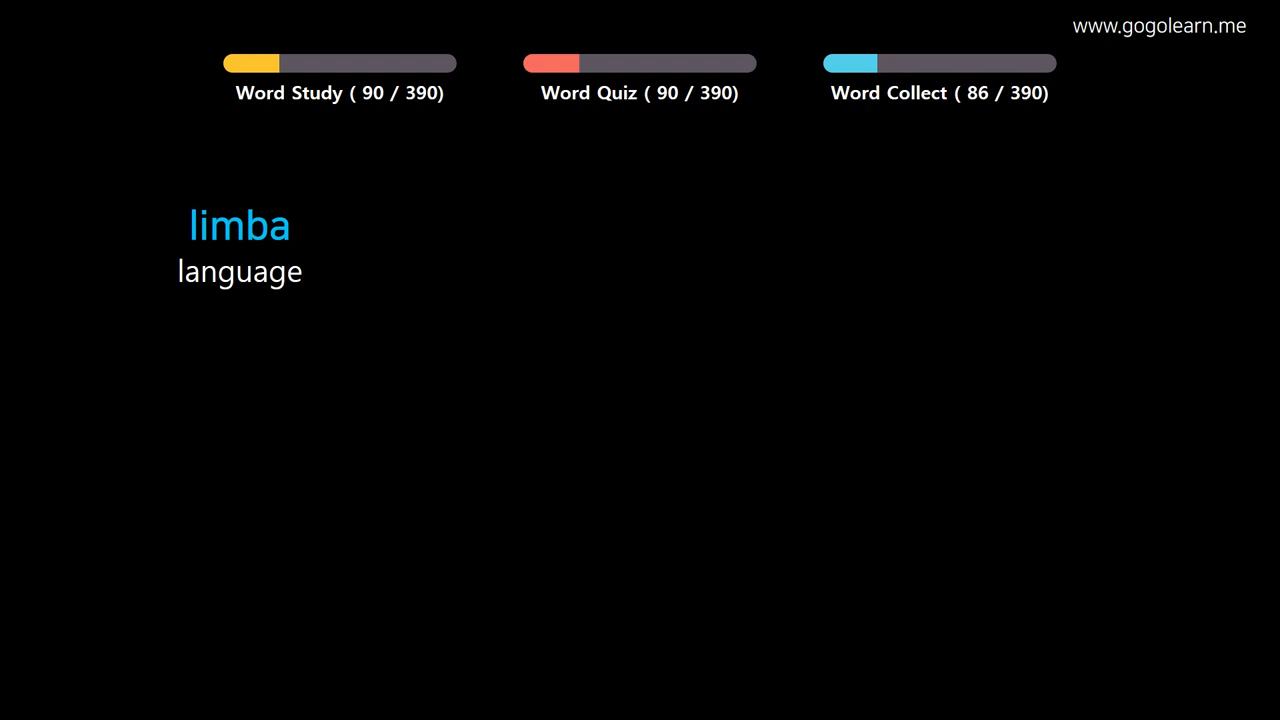 www.gogolearn.me
Word Study ( 90 / 390)
Word Quiz ( 90 / 390)
Word Collect ( 86 / 390)
limba
language